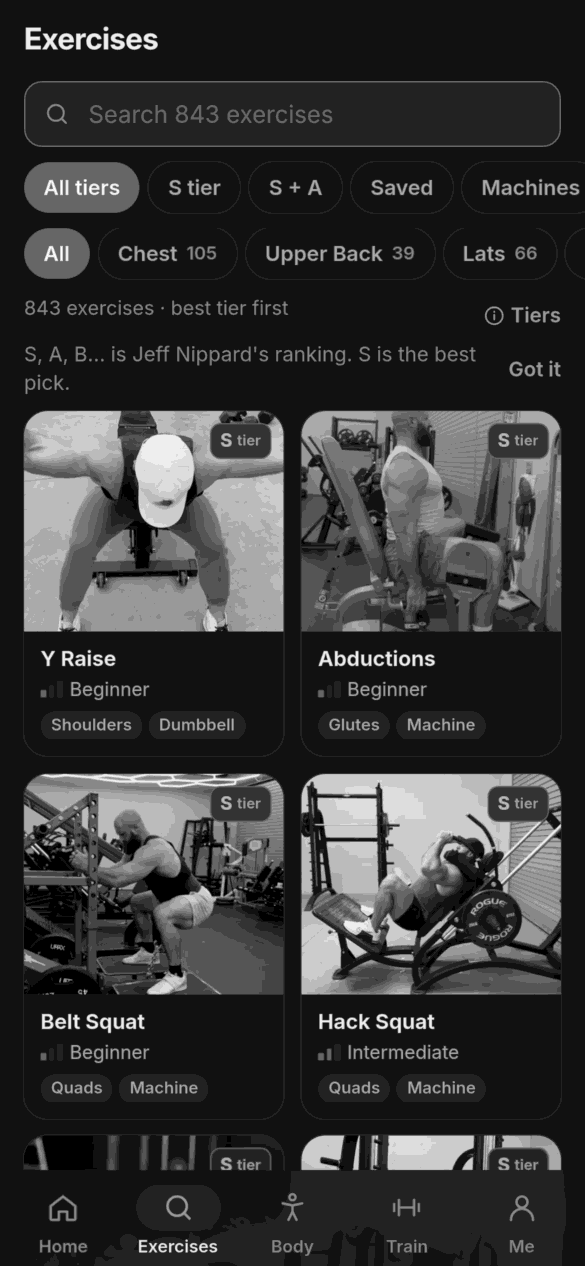 Exercises
Search 843 exercises
All tiers S tier S + A Saved Machines
All Chest 105 Upper Back 39 Lats 66
843 exercises · best tier first
Tiers
S, A, B... is Jeff Nippard's ranking. S is the best
pick.
Got it
S tier
S tier
Y Raise
Beginner
Shoulders Dumbbell
Abductions
Beginner
Glutes Machine
S tier
S tier
ROGUE
ROGUE
45
Belt Squat
Beginner
Quads Machine
Hack Squat
Intermediate
Quads Machine
S tier
S tier
Home Exercises Body Train Me